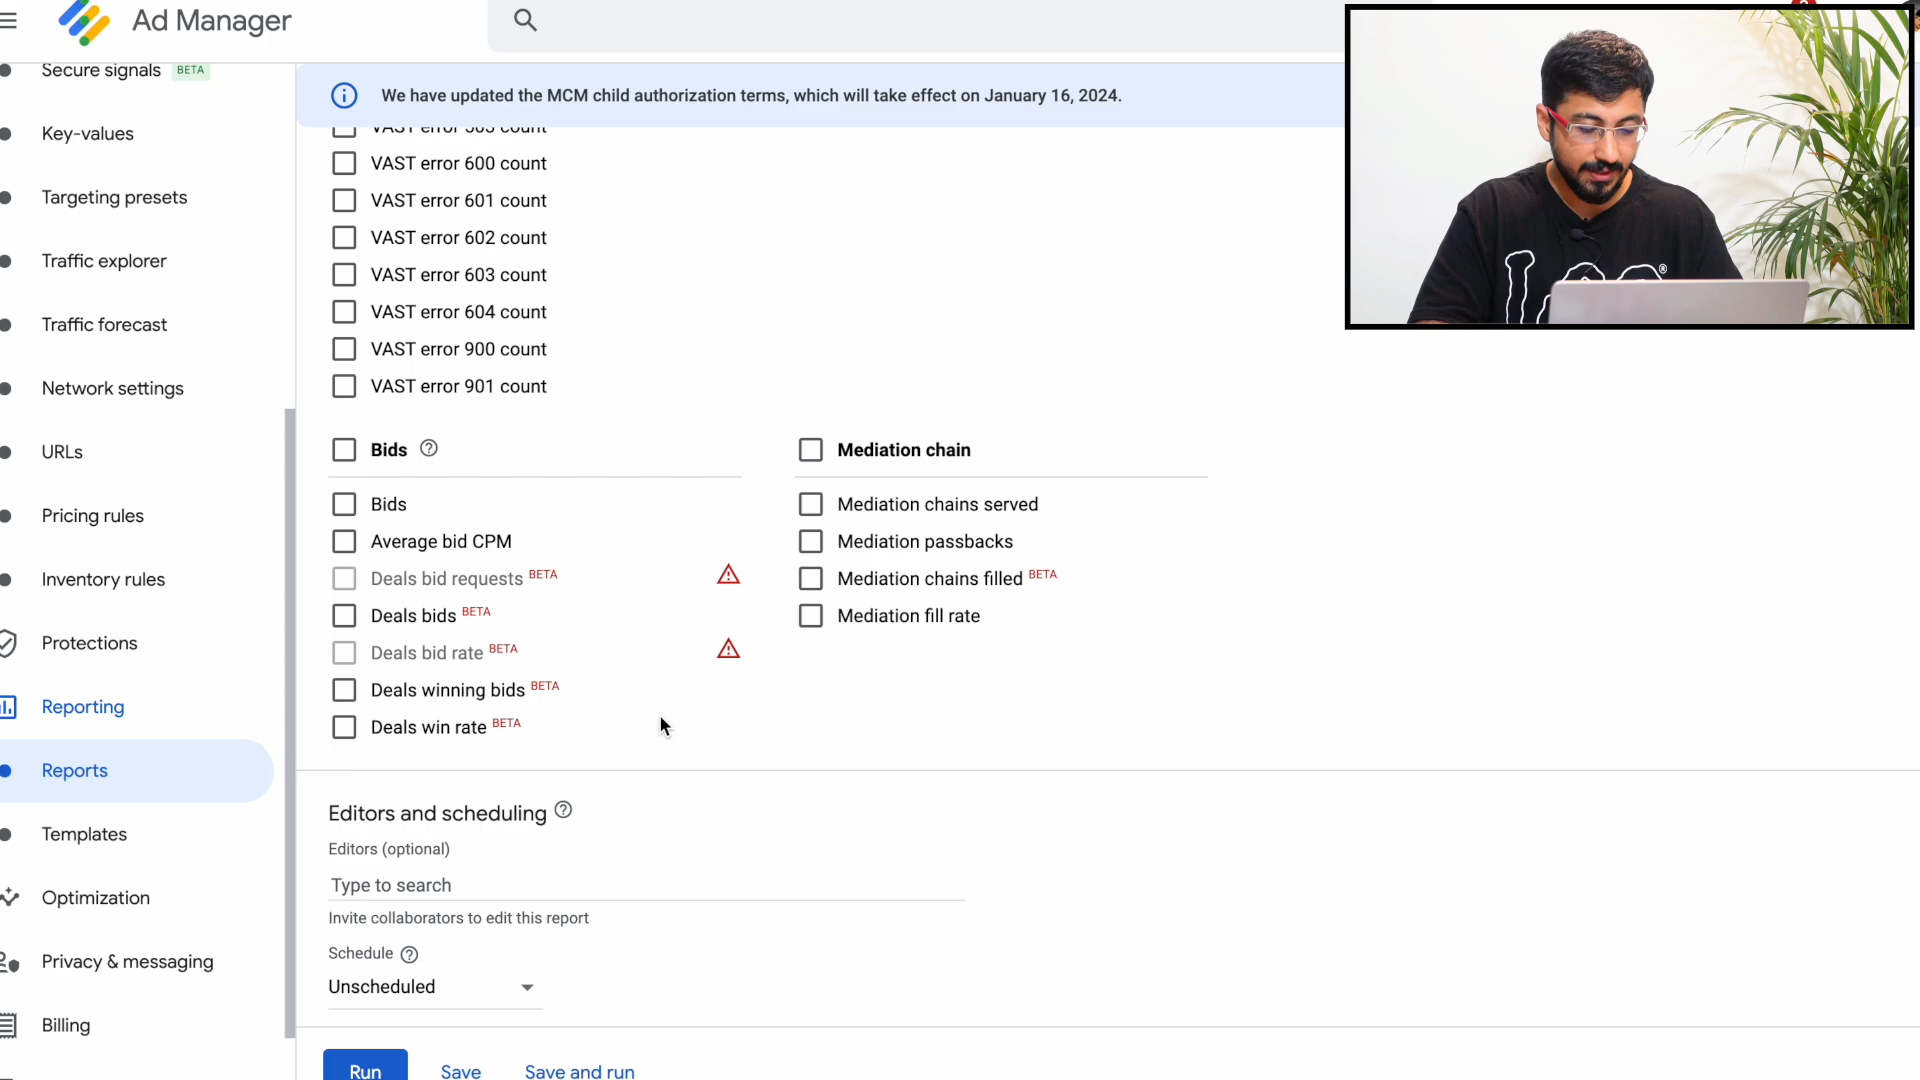 Ad Manager
Secure signals BETA
Key-values
Targeting presets
Traffic explorer
Traffic forecast
Network settings
URLs
Pricing rules
Inventory rules
Protections
Reporting
Reports
Templates
Optimization
Privacy & messaging
Billing
We have updated the MCM child authorization terms, which will take effect on January 16, 2024.
VAST error 503 count
VAST error 600 count
VAST error 601 count
VAST error 602 count
VAST error 603 count
VAST error 604 count
VAST error 900 count
VAST error 901 count
Bids
Bids
Average bid CPM
Deals bid requests BETA
Deals bids BETA
Deals bid rate BETA
Deals winning bids BETA
Deals win rate BETA
Mediation chain
Mediation chains served
Mediation passbacks
Mediation chains filled BETA
Mediation fill rate
Editors and scheduling
Editors (optional)
Type to search
Invite collaborators to edit this report
Schedule
Unscheduled
Run Save Save and run